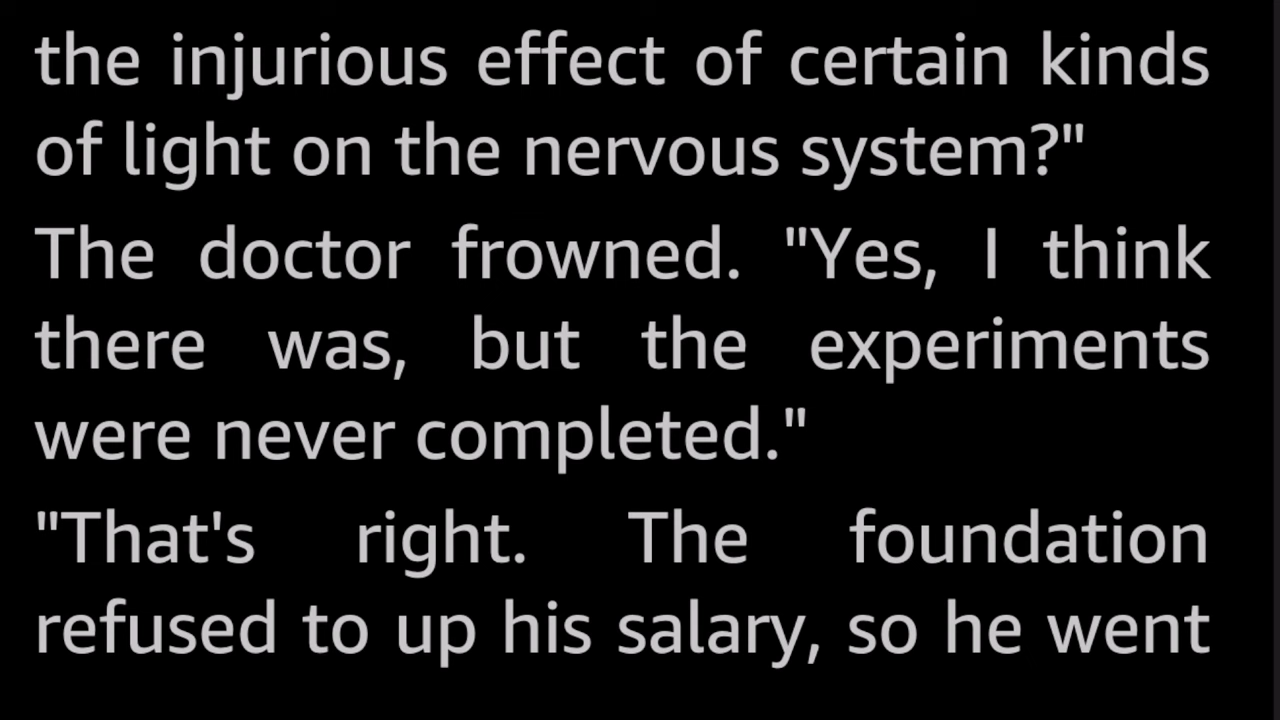 the injurious effect of certain kinds
of light on the nervous system?"
The doctor frowned. "Yes, I think
there was, but the experiments
were never completed."
"That's right. The foundation
refused to up his salary, so he went